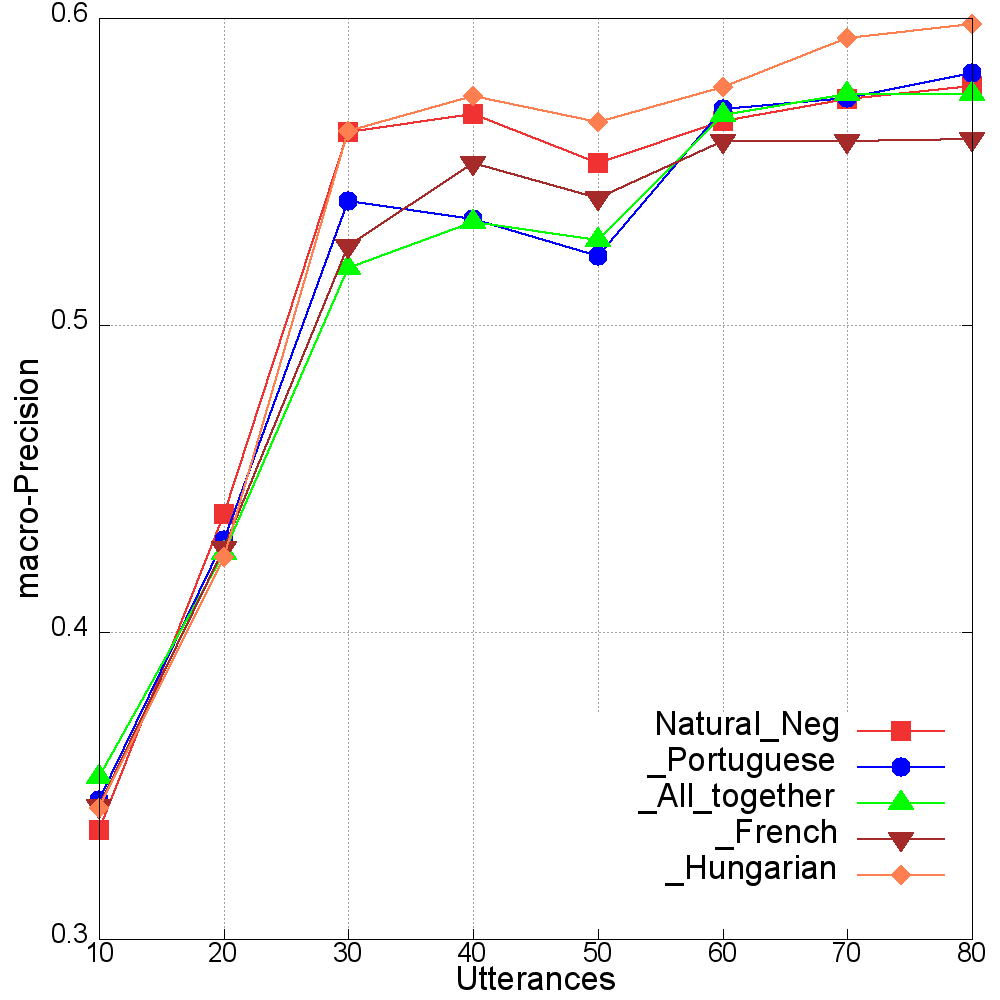 0.6
0.5
0.4
0.3
macro-Precision
10 20 30 40 50 60 70 80
Utterances
Natural_Neg
_Portuguese
_All_together
_French
_Hungarian